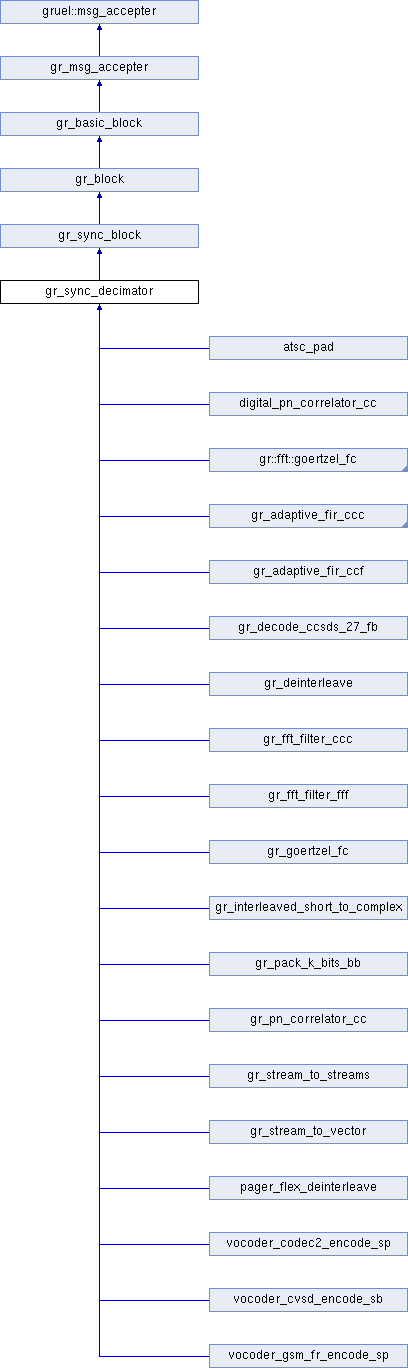 gruel::msg_accepter
gr_msg_accepter
gr_basic_block
gr_block
gr_sync_block
gr_sync_decimator
atsc_pad
digital_pn_correlator_cc
gr::fft::goertzel_fc
gr_adaptive_fir_ccc
gr_adaptive_fir_ccf
gr_decode_ccsds_27_fb
gr_deinterleave
gr_fft_filter_ccc
gr_fft_filter_fff
gr_goertzel_fc
gr_interleaved_short_to_complex
gr_pack_k_bits_bb
gr_pn_correlator_cc
gr_stream_to_streams
gr_stream_to_vector
pager_flex_deinterleave
vocoder_codec2_encode_sp
vocoder_cvsd_encode_sb
vocoder_gsm_fr_encode_sp